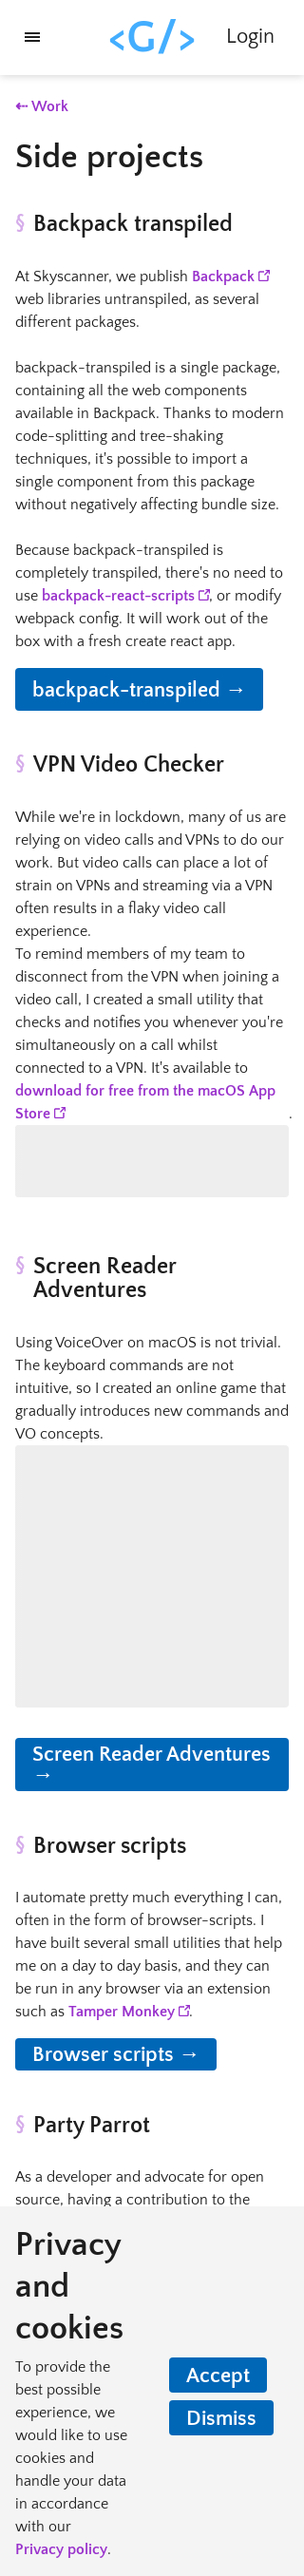 <G/>
Login
⇠ Work
Side projects
§ Backpack transpiled
At Skyscanner, we publish Backpack
web libraries untranspiled, as several
different packages.
backpack-transpiled is a single package,
containing all the web components
available in Backpack. Thanks to modern
code-splitting and tree-shaking
techniques, it's possible to import a
single component from this package
without negatively affecting bundle size.
Because backpack-transpiled is
completely transpiled, there's no need to
use backpack-react-scripts, or modify
webpack config. It will work out of the
box with a fresh create react app.
backpack-transpiled →
§ VPN Video Checker
While we're in lockdown, many of us are
relying on video calls and VPNs to do our
work. But video calls can place a lot of
strain on VPNs and streaming via a VPN
often results in a flaky video call
experience.
To remind members of my team to
disconnect from the VPN when joining a
video call, I created a small utility that
checks and notifies you whenever you're
simultaneously on a call whilst
connected to a VPN. It's available to
download for free from the macOS App
Store .
§ Screen Reader
Adventures
Using VoiceOver on macOS is not trivial.
The keyboard commands are not
intuitive, so I created an online game that
gradually introduces new commands and
VO concepts.
Screen Reader Adventures
→
§ Browser scripts
I automate pretty much everything I can,
often in the form of browser-scripts. I
have built several small utilities that help
me on a day to day basis, and they can
be run in any browser via an extension
such as Tamper Monkey.
Browser scripts →
§ Party Parrot
As a developer and advocate for open
source, having a contribution to the
Privacy
and
cookies
To provide the
best possible
experience, we
would like to use
cookies and
handle your data
in accordance
with our
Privacy policy.
Accept
Dismiss